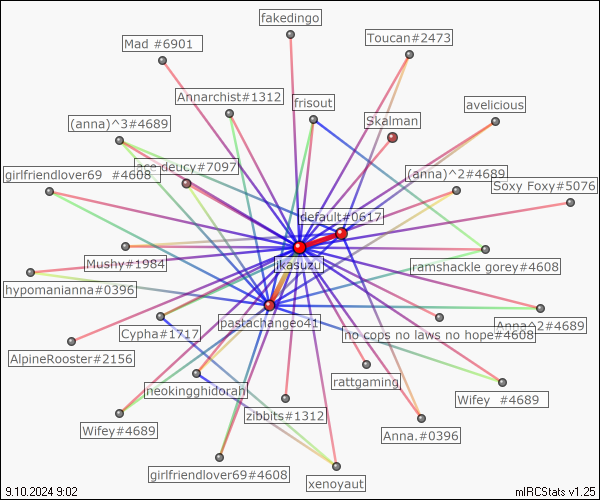 fakedingo
Mad #6901
Toucan#2473
Annarchist#1312
frisout
avelicious
(anna)^3#4689
Skalman
ace deucy#7097
girlfriendlover69 #4608
(anna)^2#4689
Soxy Foxy#5076
default#0617
Mushy#1984
ikasuzu
ramshackle gorey#4608
hypomanianna#0396
pastachangeo41
Anna^2#4689
Cypha#1717
no cops no laws no hope#4608
AlpineRooster#2156
rattgaming
neokingghidorah
Wifey #4689
zibbits#1312
Wifey#4689
Anna.#0396
girlfriendlover69#4608
xenoyaut
9.10.2024 9:02
mIRCStats v1.25